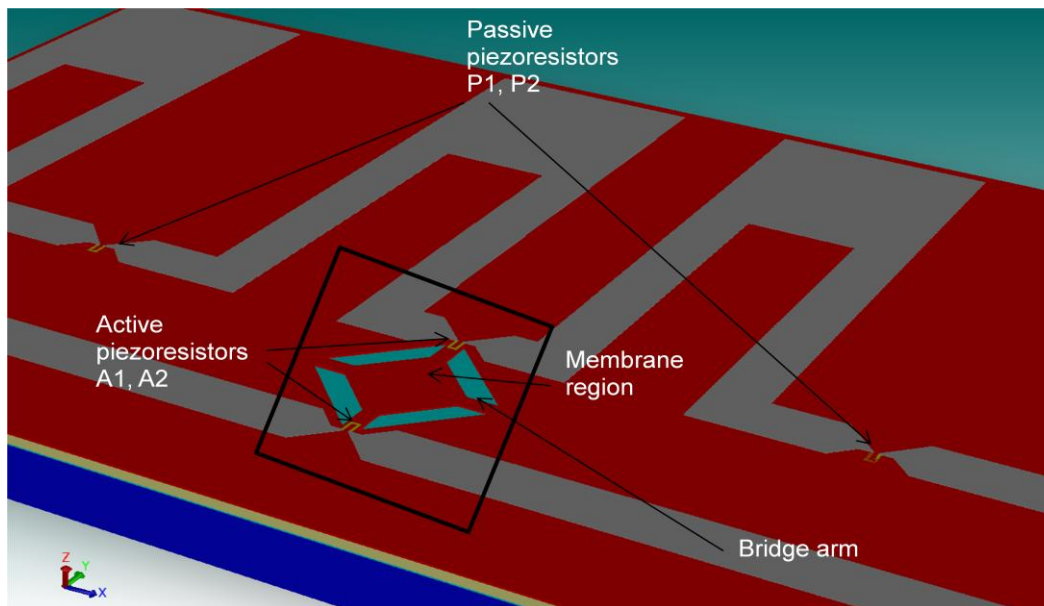 Passive
piezoresistors
P1, P2
Active
piezoresistors
A1, A2
Membrane
region
Bridge arm
Z
Y
X